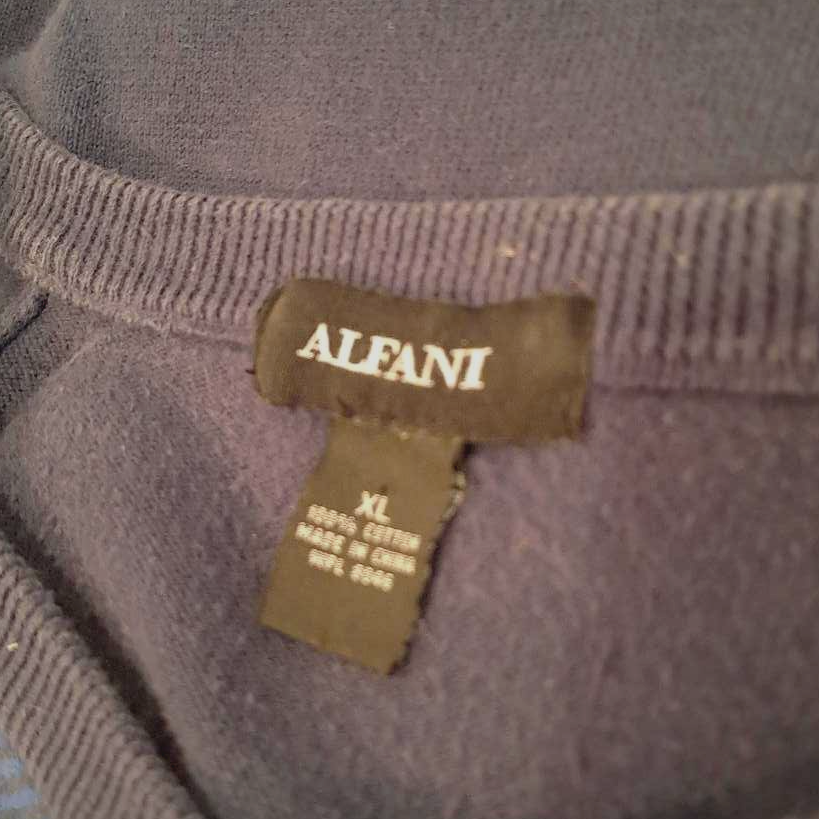 ALFANI
XL
100% COTTON
MADE IN CHINA